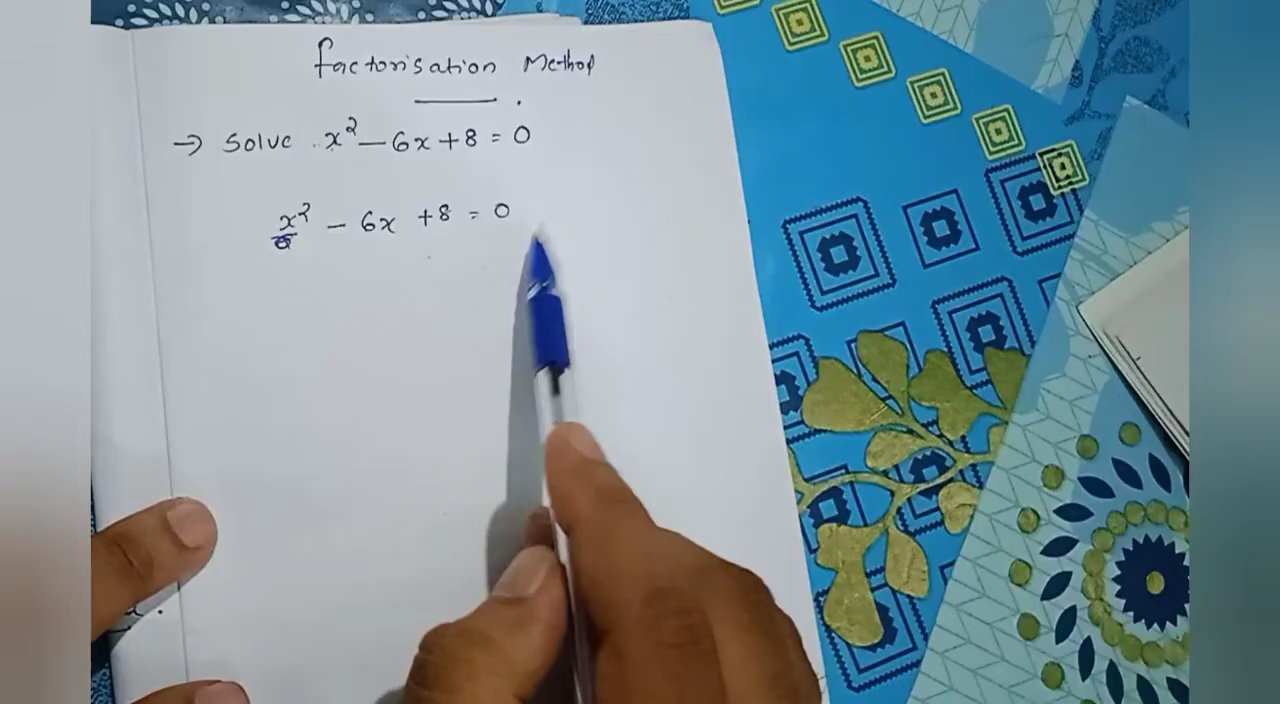 factorisation Method
→ Solve x² - 6x + 8 = 0
x² - 6x + 8 = 0